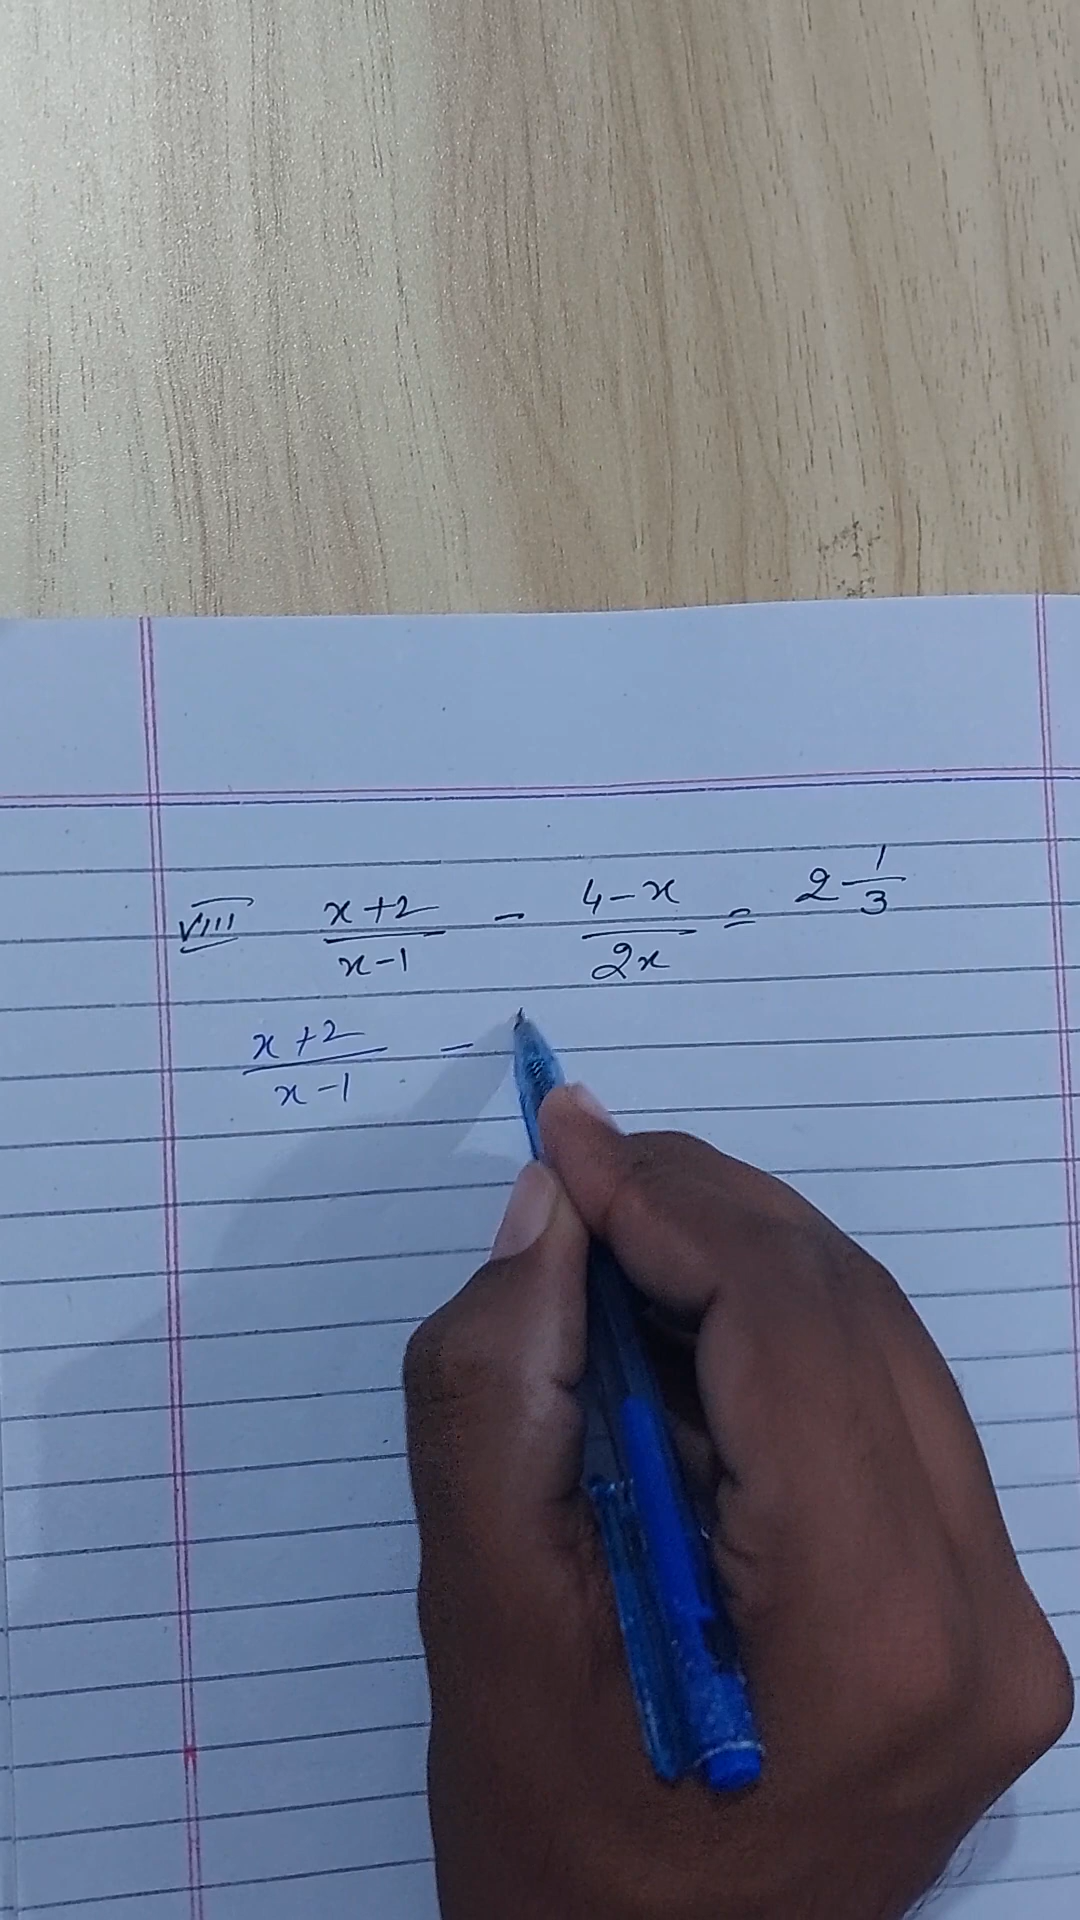 viii x+2/x-1 - 4-x/2x = 2 1/3
x+2/x-1 -